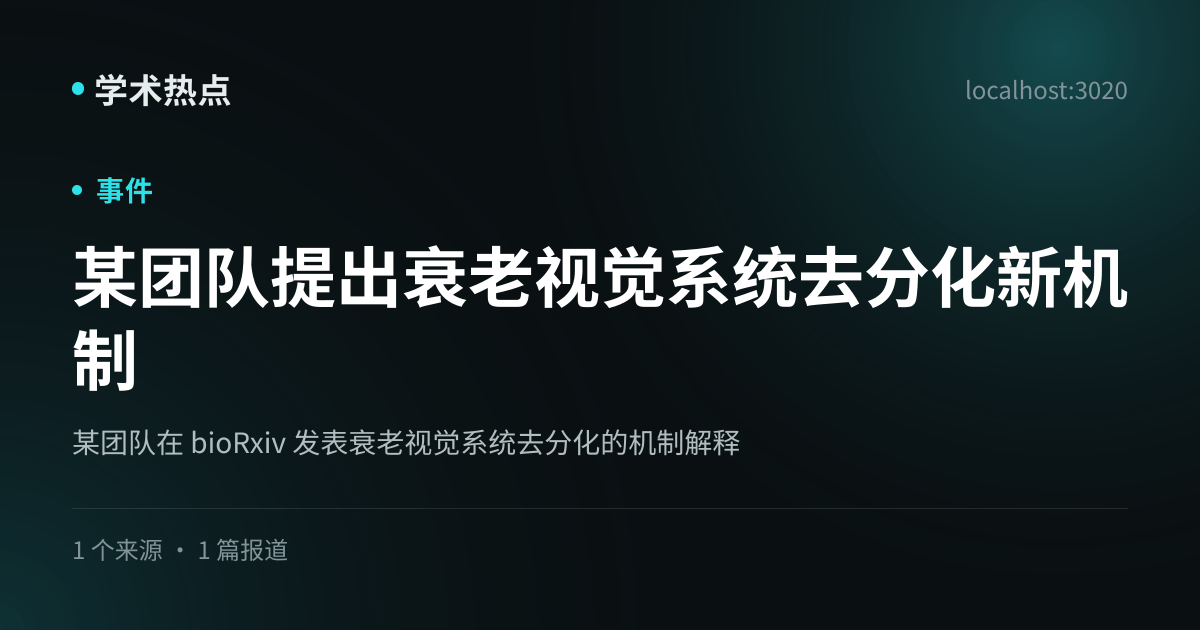 学术热点
localhost:3020
事件
某团队提出衰老视觉系统去分化新机
制
某团队在 bioRxiv 发表衰老视觉系统去分化的机制解释
1 个来源 · 1 篇报道